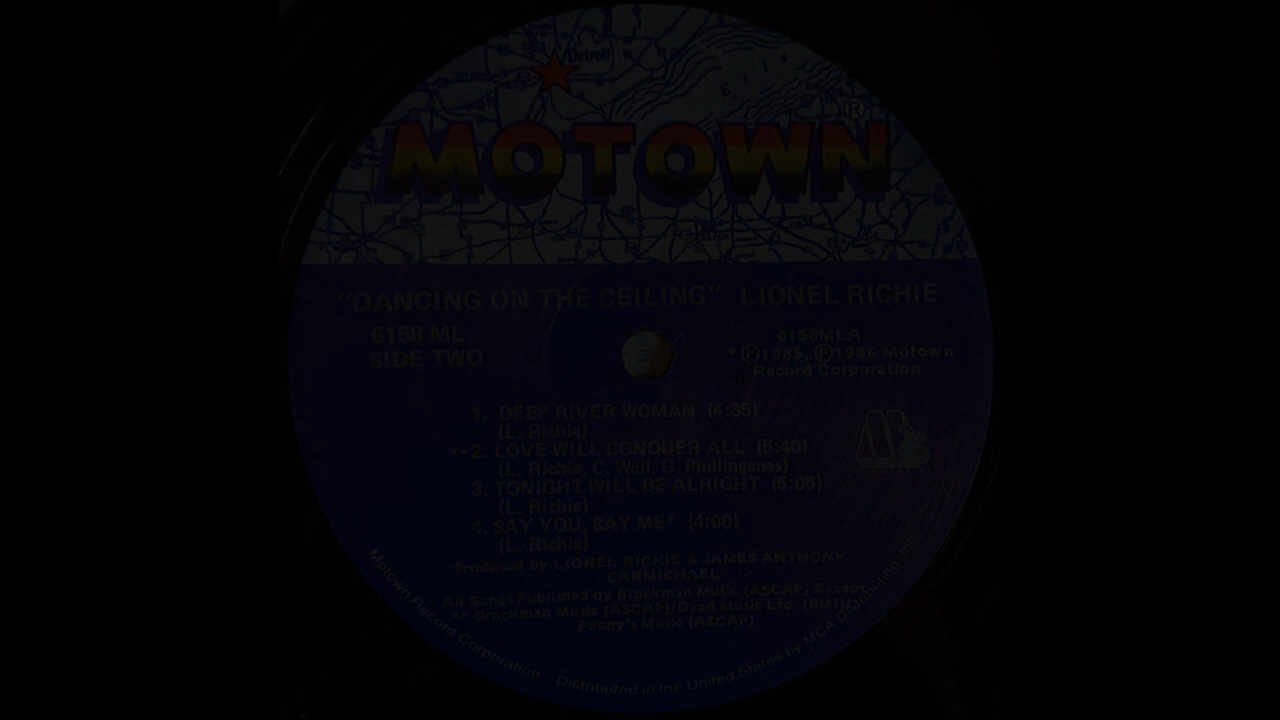 Detroit
ERIE
MOTOWN®
"DANCING ON THE CEILING" LIONEL RICHIE
6158 ML
SIDE TWO
6158MLA
* Ⓟ1985, Ⓟ1986 Motown
Record Corporation
1. DEEP RIVER WOMAN (4:35)
(L. Richie)
**2. LOVE WILL CONQUER ALL (5:40)
(L. Richie, C. Weil, G. Phillinganes)
3. TONIGHT WILL BE ALRIGHT (5:08)
(L. Richie)
4. SAY YOU, SAY ME* (4:00)
(L. Richie)
Produced by LIONEL RICHIE & JAMES ANTHONY
CARMICHAEL
All Songs Published by Brockman Music (ASCAP) Except
** Brockman Music (ASCAP)/Dyad Music Ltd. (BMI)/
Poopy's Music (ASCAP)
Motown Record Corporation Distributed in the United States by MCA Distributing Inc.